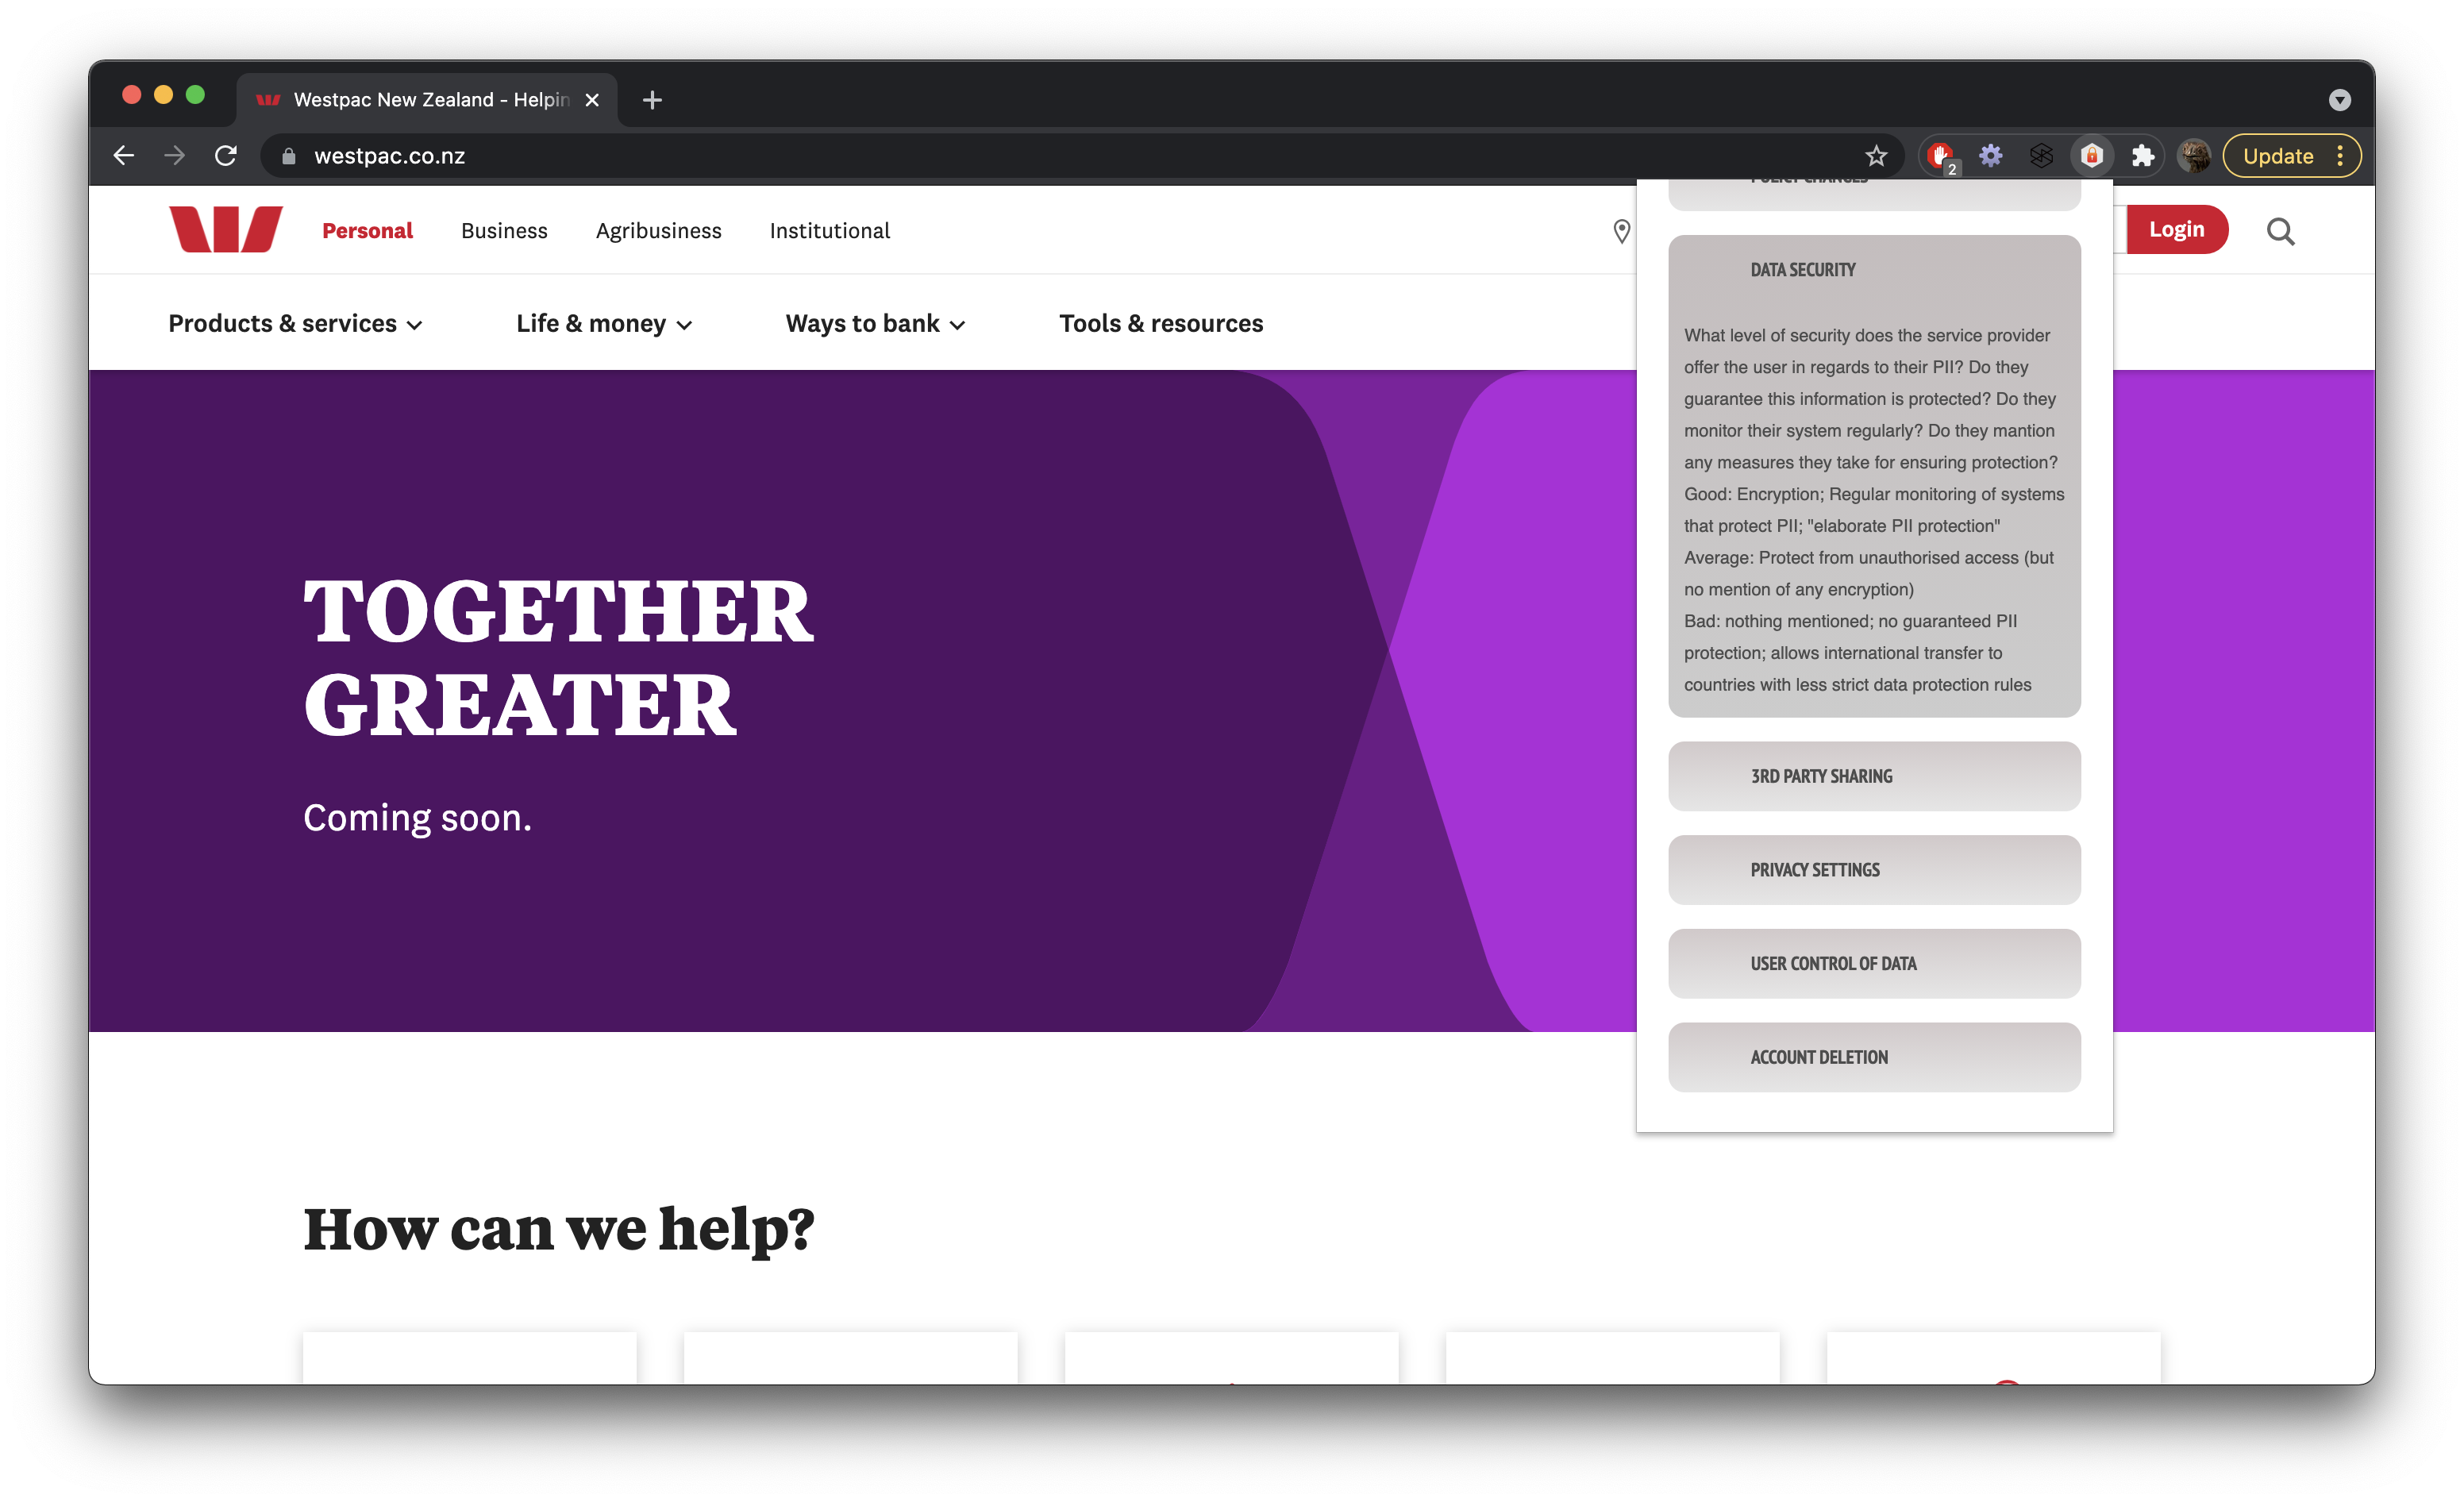 Westpac New Zealand - Helpin
westpac.co.nz
2
Update
Personal
Business
Agribusiness
Institutional
Login
Products & services
Life & money
Ways to bank
Tools & resources
TOGETHER
GREATER
Coming soon.
How can we help?
POLICY CHANGES
DATA SECURITY
What level of security does the service provider
offer the user in regards to their PII? Do they
guarantee this information is protected? Do they
monitor their system regularly? Do they mantion
any measures they take for ensuring protection?
Good: Encryption; Regular monitoring of systems
that protect PII; "elaborate PII protection"
Average: Protect from unauthorised access (but
no mention of any encryption)
Bad: nothing mentioned; no guaranteed PII
protection; allows international transfer to
countries with less strict data protection rules
3RD PARTY SHARING
PRIVACY SETTINGS
USER CONTROL OF DATA
ACCOUNT DELETION